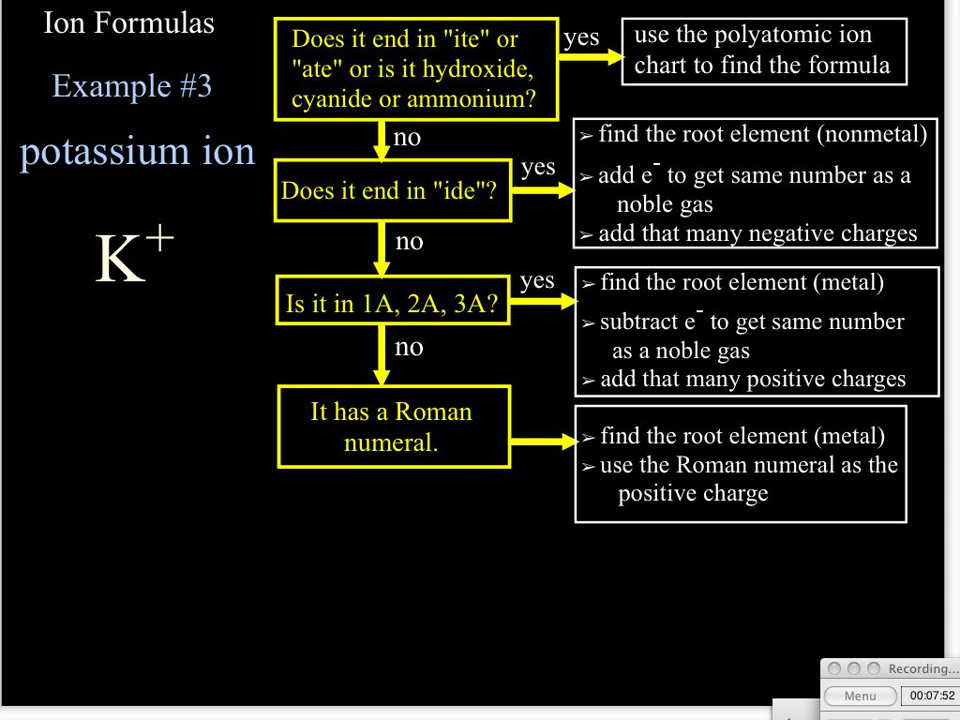 Ion Formulas
Example #3
potassium ion
K+
Does it end in "ite" or
"ate" or is it hydroxide,
cyanide or ammonium?
yes
use the polyatomic ion
chart to find the formula
no
Does it end in "ide"?
yes
➢ find the root element (nonmetal)
➢ add e- to get same number as a
noble gas
➢ add that many negative charges
no
Is it in 1A, 2A, 3A?
yes
➢ find the root element (metal)
➢ subtract e- to get same number
as a noble gas
➢ add that many positive charges
no
It has a Roman
numeral.
➢ find the root element (metal)
➢ use the Roman numeral as the
positive charge
Recording...
Menu
00:07:52